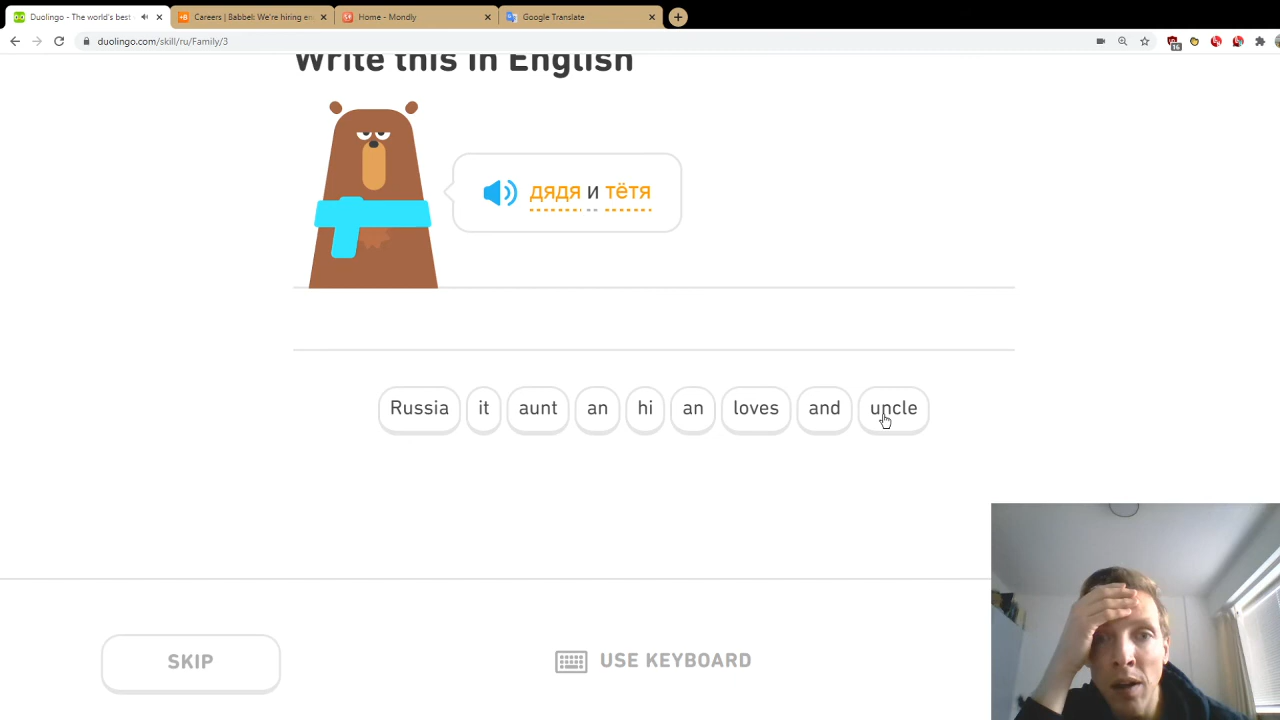 Duolingo - The world's best
Careers | Babbel: We're hiring en
Home - Mondly
Google Translate
duolingo.com/skill/ru/Family/3
16
Write this in English
дядя и тётя
Russia it aunt an hi an loves and uncle
SKIP
USE KEYBOARD